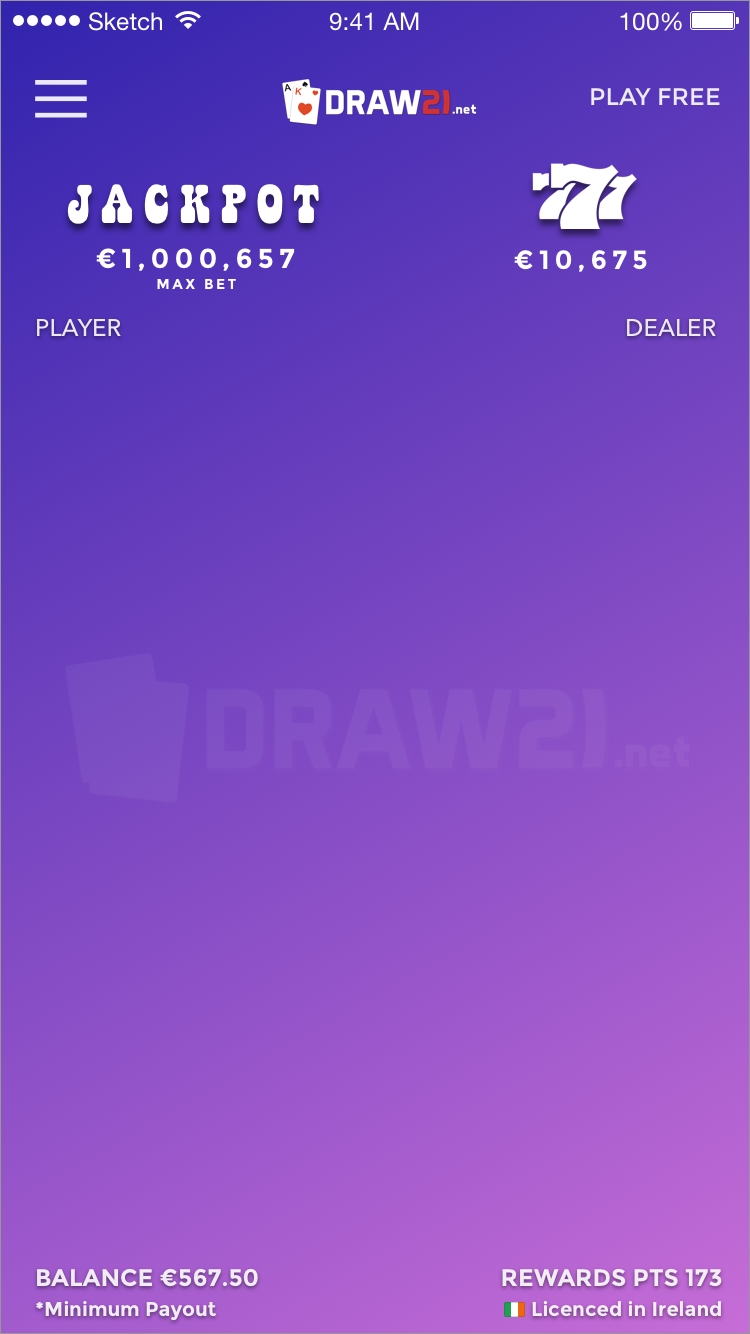 Sketch 9:41 AM 100%
A K DRAW21.net PLAY FREE
JACKPOT 777
€1,000,657 €10,675
MAX BET
PLAYER DEALER
DRAW21.net
BALANCE €567.50 REWARDS PTS 173
*Minimum Payout Licenced in Ireland